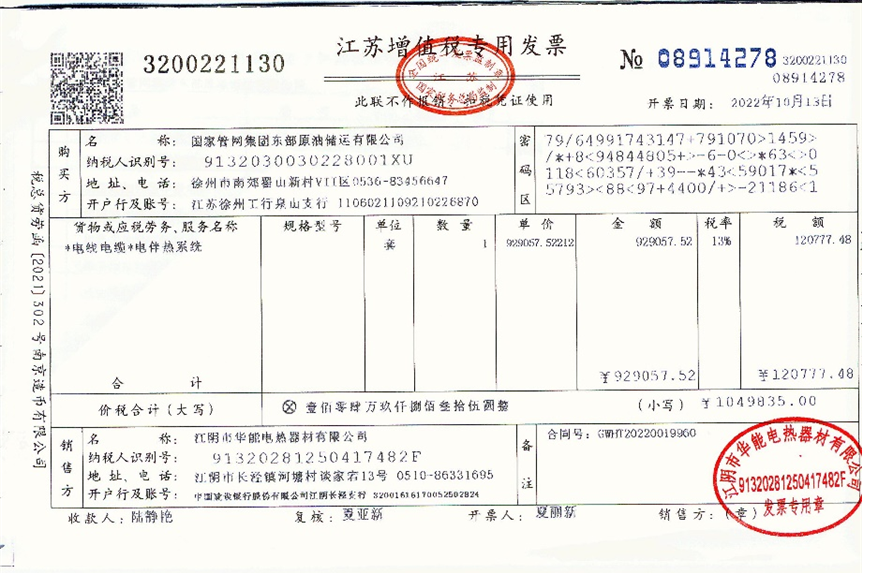 江苏增值税专用发票
3200221130
No 08914278
3200221130
08914278
此联不作报销、扣税凭证使用
开票日期： 2022年10月13日
全国统一发票监制章
江苏
国家税务总局监制
购买方
名 称： 国家管网集团东部原油储运有限公司
纳税人识别号： 9132030030228001XU
地 址、电 话： 徐州市南郊翟山新村VII区0536-83456647
开户行及账号： 江苏徐州工行泉山支行 1106021109210226870
密码区
79/64991743147+791070>1459>
/*+8<94844805+>-6-0<>*63<>0
118<60357/+39--*43<59017*<5
5793><88<97+4400/+>-21186<1
货物或应税劳务、服务名称 规格型号 单位 数 量 单 价 金 额 税率 税 额
*电线电缆*电伴热系统 套 1 929057.52212 929057.52 13% 120777.48
合 计 ￥929057.52 ￥120777.48
价税合计（大写） ⊗ 壹佰零肆万玖仟捌佰叁拾伍圆整 （小写）￥1049835.00
销售方
名 称： 江阴市华能电热器材有限公司
纳税人识别号： 91320281250417482F
地 址、电 话： 江阴市长泾镇河塘村谈家宕13号 0510-86331695
开户行及账号： 中国建设银行股份有限公司江阴长泾支行 32001616170052502824
备注
合同号：GWHT20220019960
收款人： 陆静艳 复核： 夏亚新 开票人： 夏丽新 销售方：（章）
江阴市华能电热器材有限公司
91320281250417482F
发票专用章
税总货劳函 [2021] 302 号南京造币有限公司